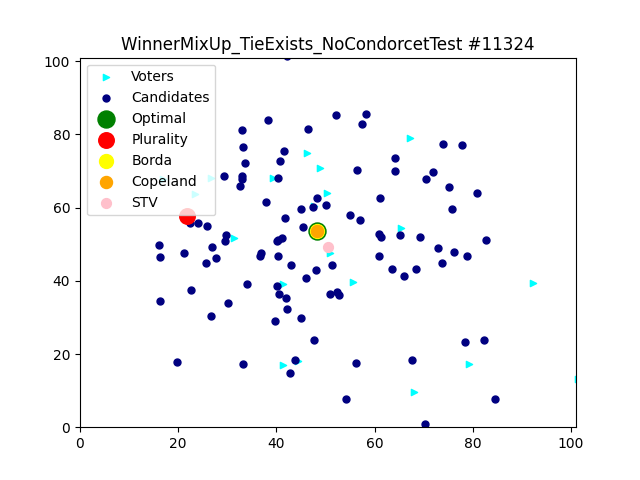 WinnerMixUp_TieExists_NoCondorcetTest #11324
Voters
Candidates
Optimal
Plurality
Borda
Copeland
STV
100
80
60
40
20
0
0 20 40 60 80 100